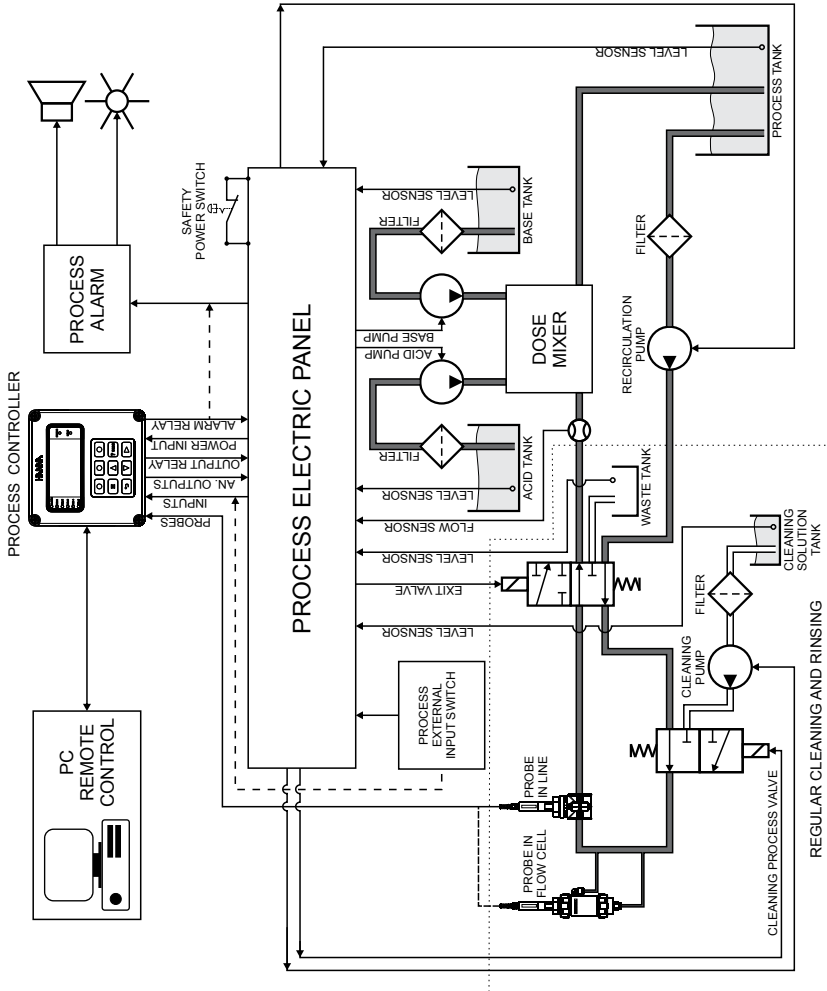 PROCESS CONTROLLER
PC
REMOTE
CONTROL
HANNA
PROBES
INPUTS
AN. OUTPUTS
OUTPUT RELAY
POWER INPUT
ALARM RELAY
PROCESS
ALARM
SAFETY
POWER SWITCH
PROCESS ELECTRIC PANEL
PROCESS
EXTERNAL
INPUT SWITCH
LEVEL SENSOR
EXIT VALVE
LEVEL SENSOR
FLOW SENSOR
LEVEL SENSOR
FILTER
ACID TANK
ACID PUMP
BASE PUMP
FILTER
LEVEL SENSOR
BASE TANK
DOSE
MIXER
LEVEL SENSOR
PROCESS TANK
FILTER
RECIRCULATION
PUMP
WASTE TANK
PROBE
IN LINE
PROBE IN
FLOW CELL
CLEANING
PUMP
FILTER
CLEANING
SOLUTION
TANK
CLEANING PROCESS VALVE
REGULAR CLEANING AND RINSING